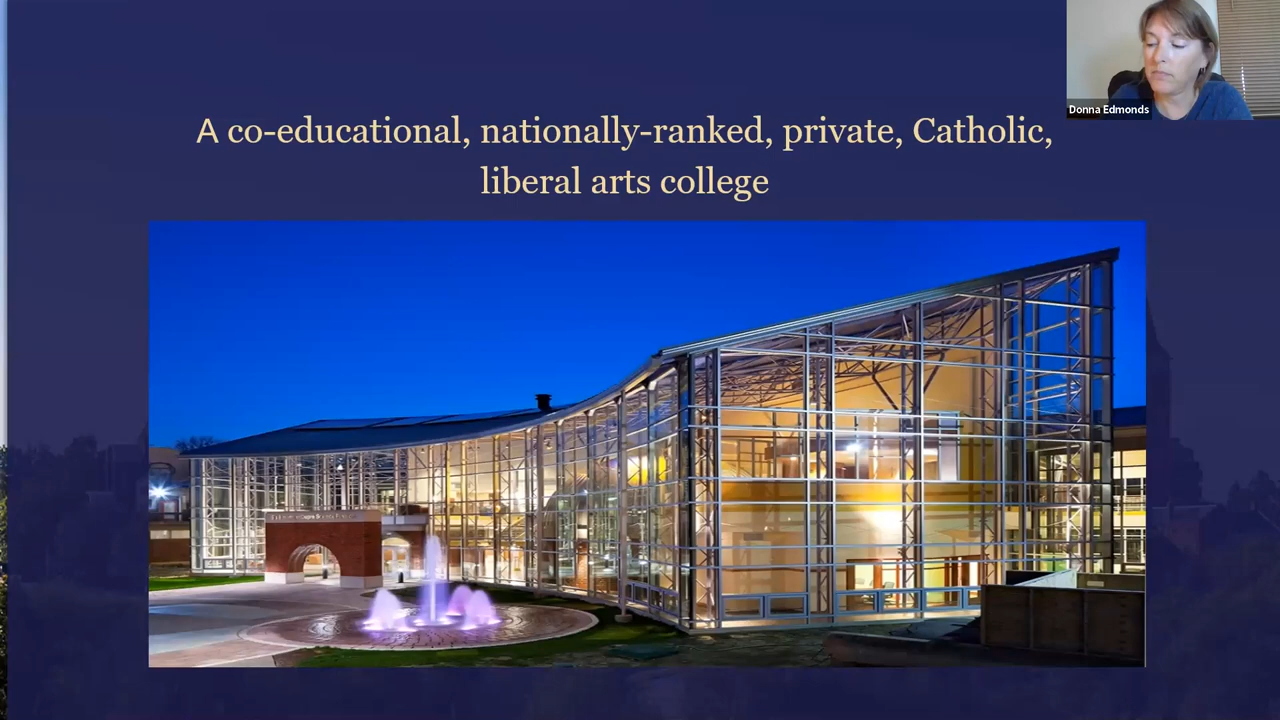 A co-educational, nationally-ranked, private, Catholic,
liberal arts college
Donna Edmonds